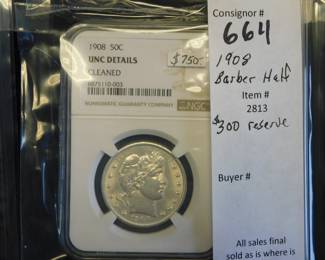 1908 50C
UNC DETAILS
CLEANED
$750
NUMISMATIC GUARANTY COMPANY
NGC
Consignor #
664
1908
Barber Half
Item #
2813
$300 reserve
Buyer #
All sales final
sold as is where is